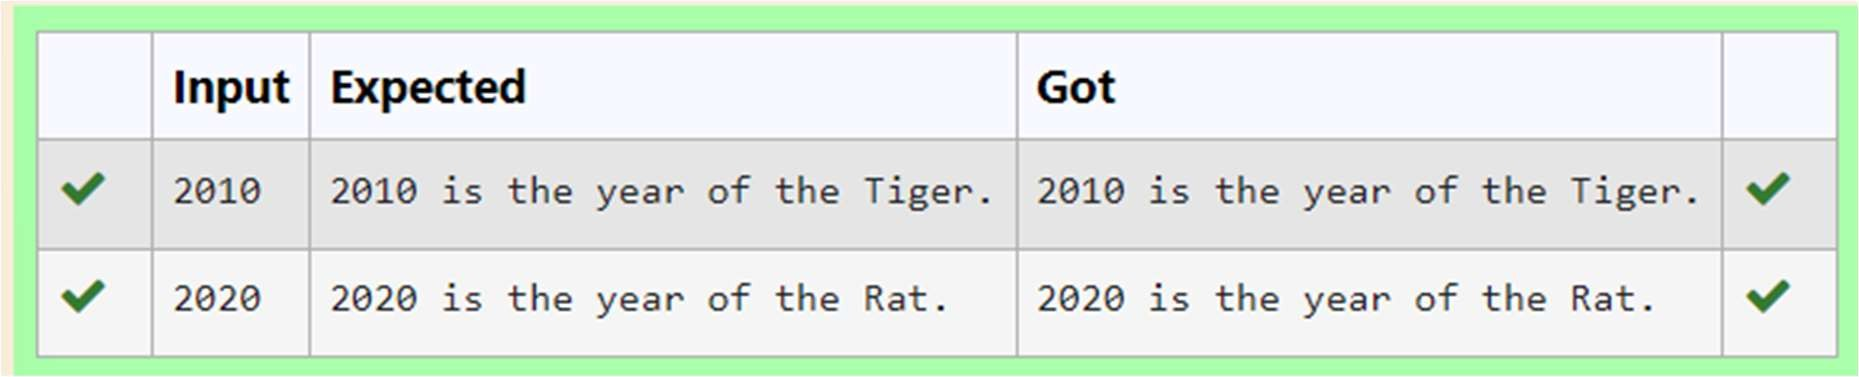 Input Expected Got
2010 2010 is the year of the Tiger. 2010 is the year of the Tiger.
2020 2020 is the year of the Rat. 2020 is the year of the Rat.